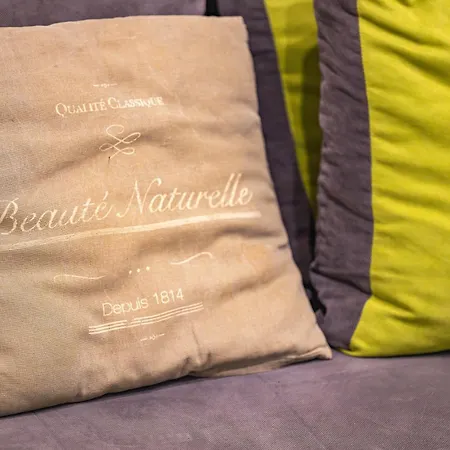 QUALITÉ CLASSIQUE
Beauté Naturelle
Depuis 1814